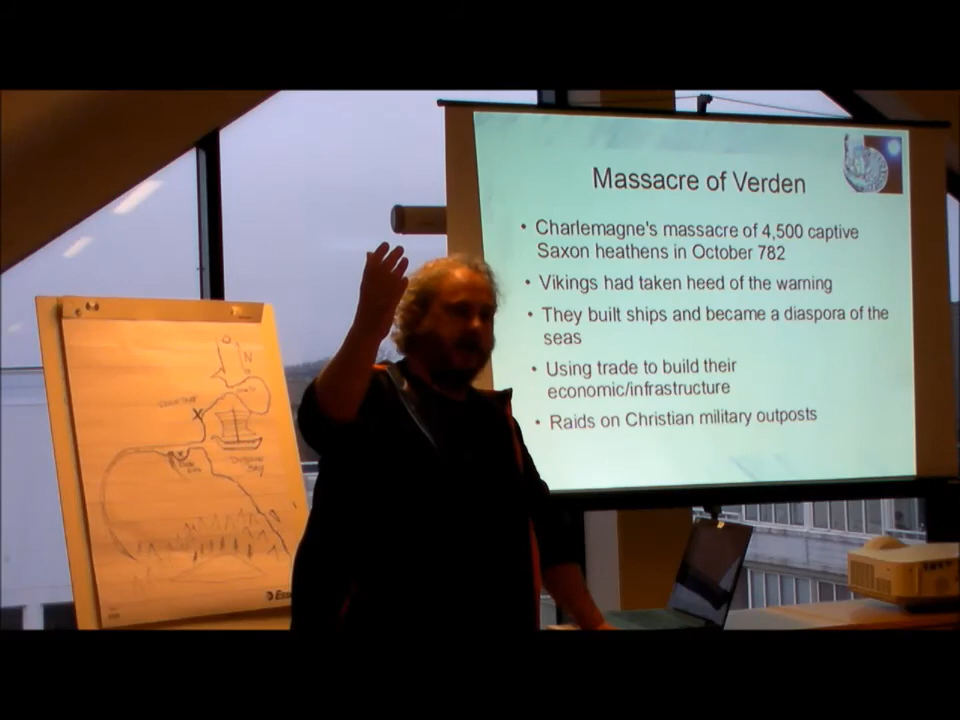 Massacre of Verden
• Charlemagne's massacre of 4,500 captive
Saxon heathens in October 782
• Vikings had taken heed of the warning
• They built ships and became a diaspora of the
seas
• Using trade to build their
economic/infrastructure
• Raids on Christian military outposts
N
X